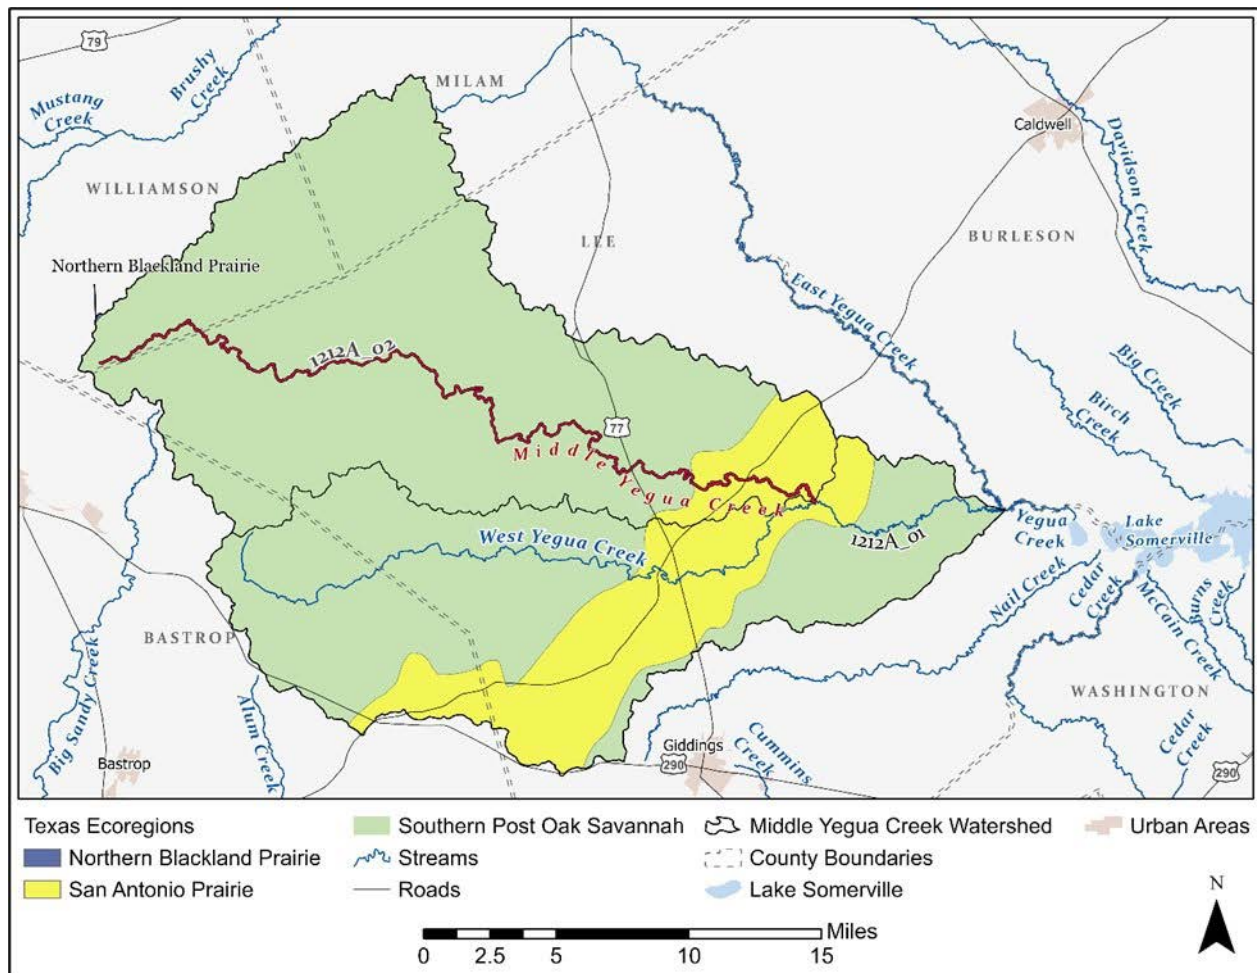 79
Brushy
Creek
Mustang
Creek
MILAM
Caldwell
Davidson Creek
WILLIAMSON
LEE
BURLESON
Northern Blackland Prairie
East Yegua Creek
1212A_02
Big Creek
Birch
Creek
77
Middle Yegua Creek
West Yegua Creek
1212A_01
Yegua
Creek
Lake
Somerville
Nail Creek
Cedar
Creek
McCain Creek
Burns
Creek
BASTROP
Big Sandy Creek
Alum Creek
WASHINGTON
Cedar
Creek
Bastrop
Giddings
290
Cummins
Creek
290
Texas Ecoregions
Northern Blackland Prairie
San Antonio Prairie
Southern Post Oak Savannah
Streams
Roads
Middle Yegua Creek Watershed
County Boundaries
Lake Somerville
Urban Areas
N
Miles
0 2.5 5 10 15